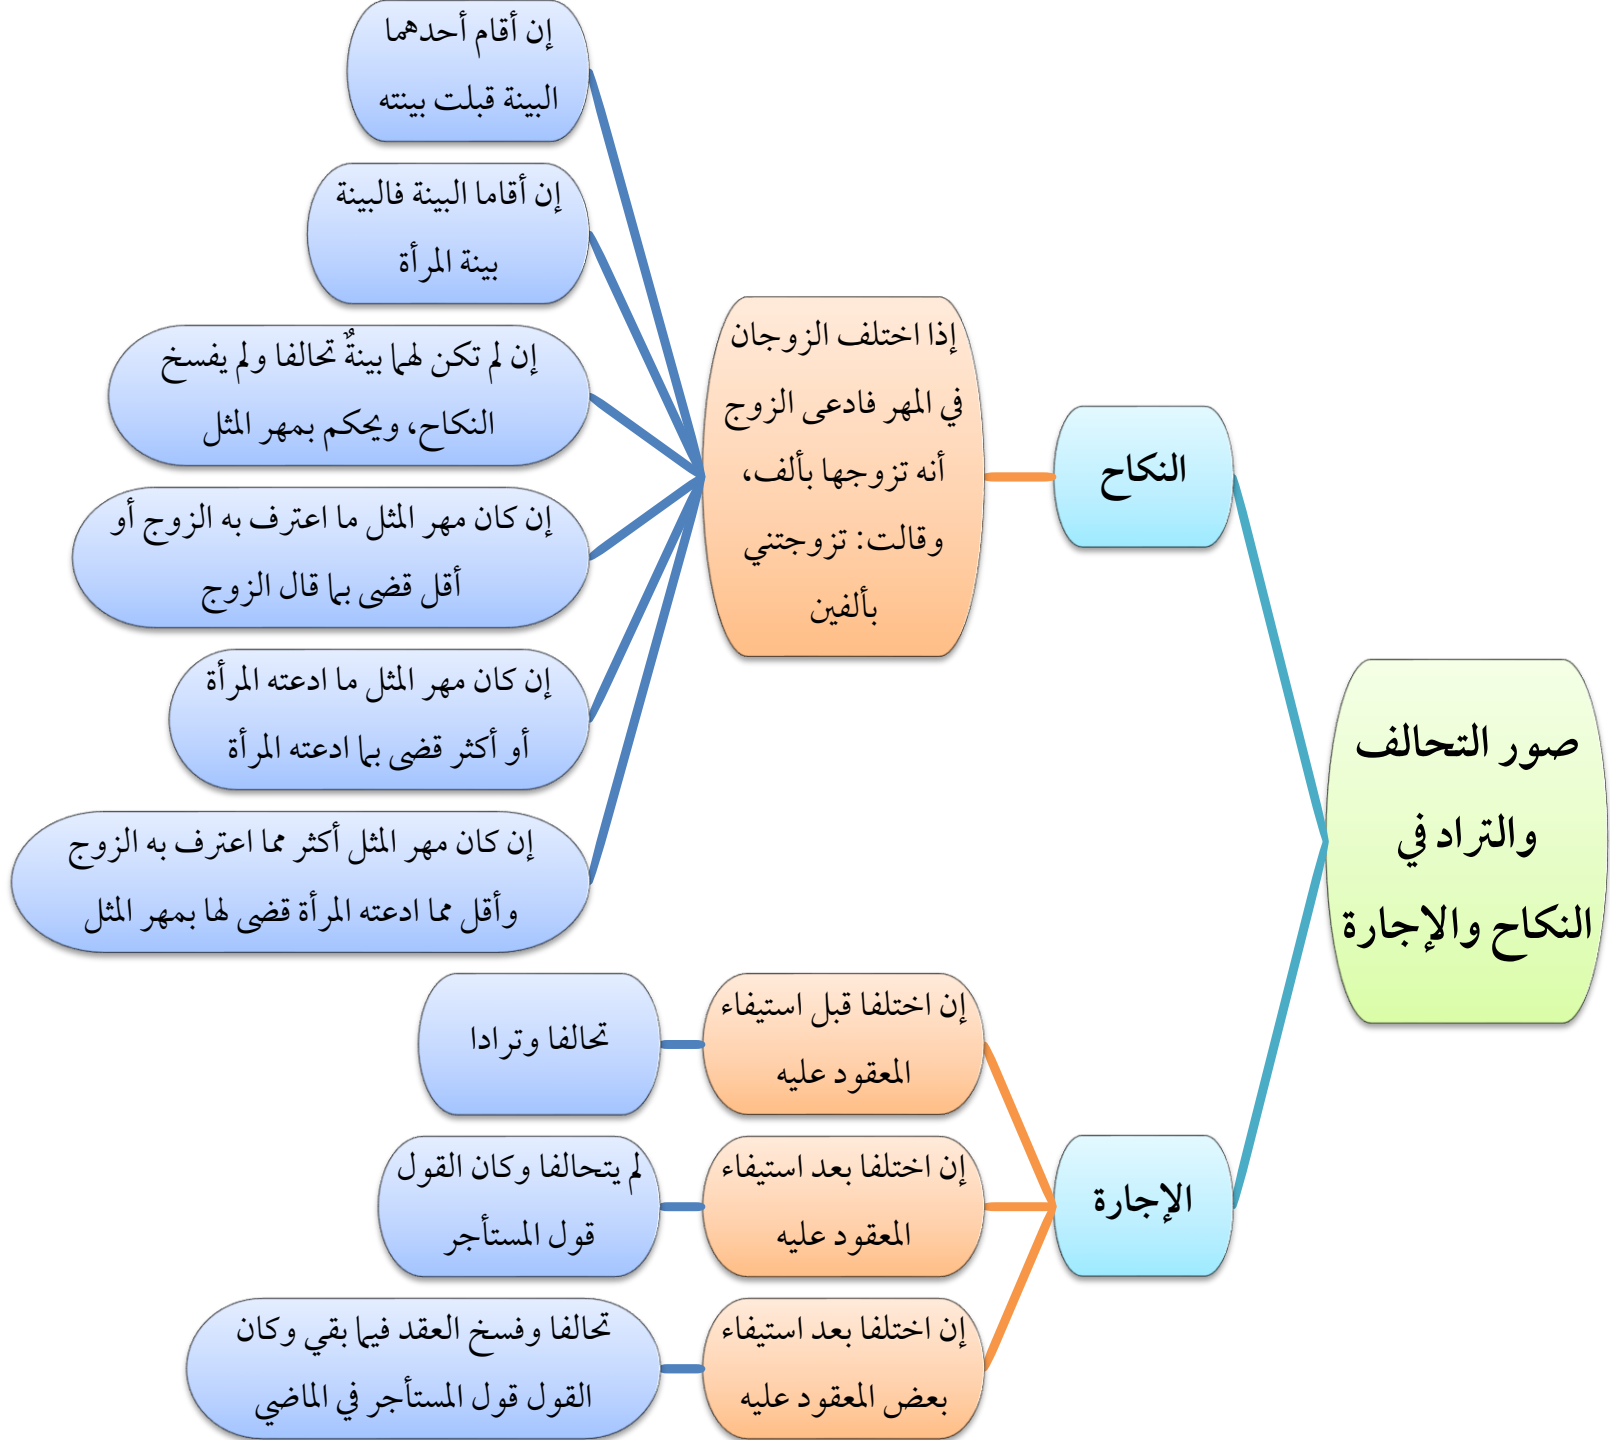 صور التحالف
والتراد في
النكاح والإجارة
النكاح
إذا اختلف الزوجان
في المهر فادعى الزوج
أنه تزوجها بألف،
وقالت: تزوجتني
بألفين
إن أقام أحدهما
البينة قبلت بينته
إن أقاما البينة فالبينة
بينة المرأة
إن لم تكن لهما بينةٌ تحالفا ولم يفسخ
النكاح، ويحكم بمهر المثل
إن كان مهر المثل ما اعترف به الزوج أو
أقل قضى بما قال الزوج
إن كان مهر المثل ما ادعته المرأة
أو أكثر قضى بما ادعته المرأة
إن كان مهر المثل أكثر مما اعترف به الزوج
وأقل مما ادعته المرأة قضى لها بمهر المثل
الإجارة
إن اختلفا قبل استيفاء
المعقود عليه
تحالفا وترادا
إن اختلفا بعد استيفاء
المعقود عليه
لم يتحالفا وكان القول
قول المستأجر
إن اختلفا بعد استيفاء
بعض المعقود عليه
تحالفا وفسخ العقد فيما بقي وكان
القول قول المستأجر في الماضي